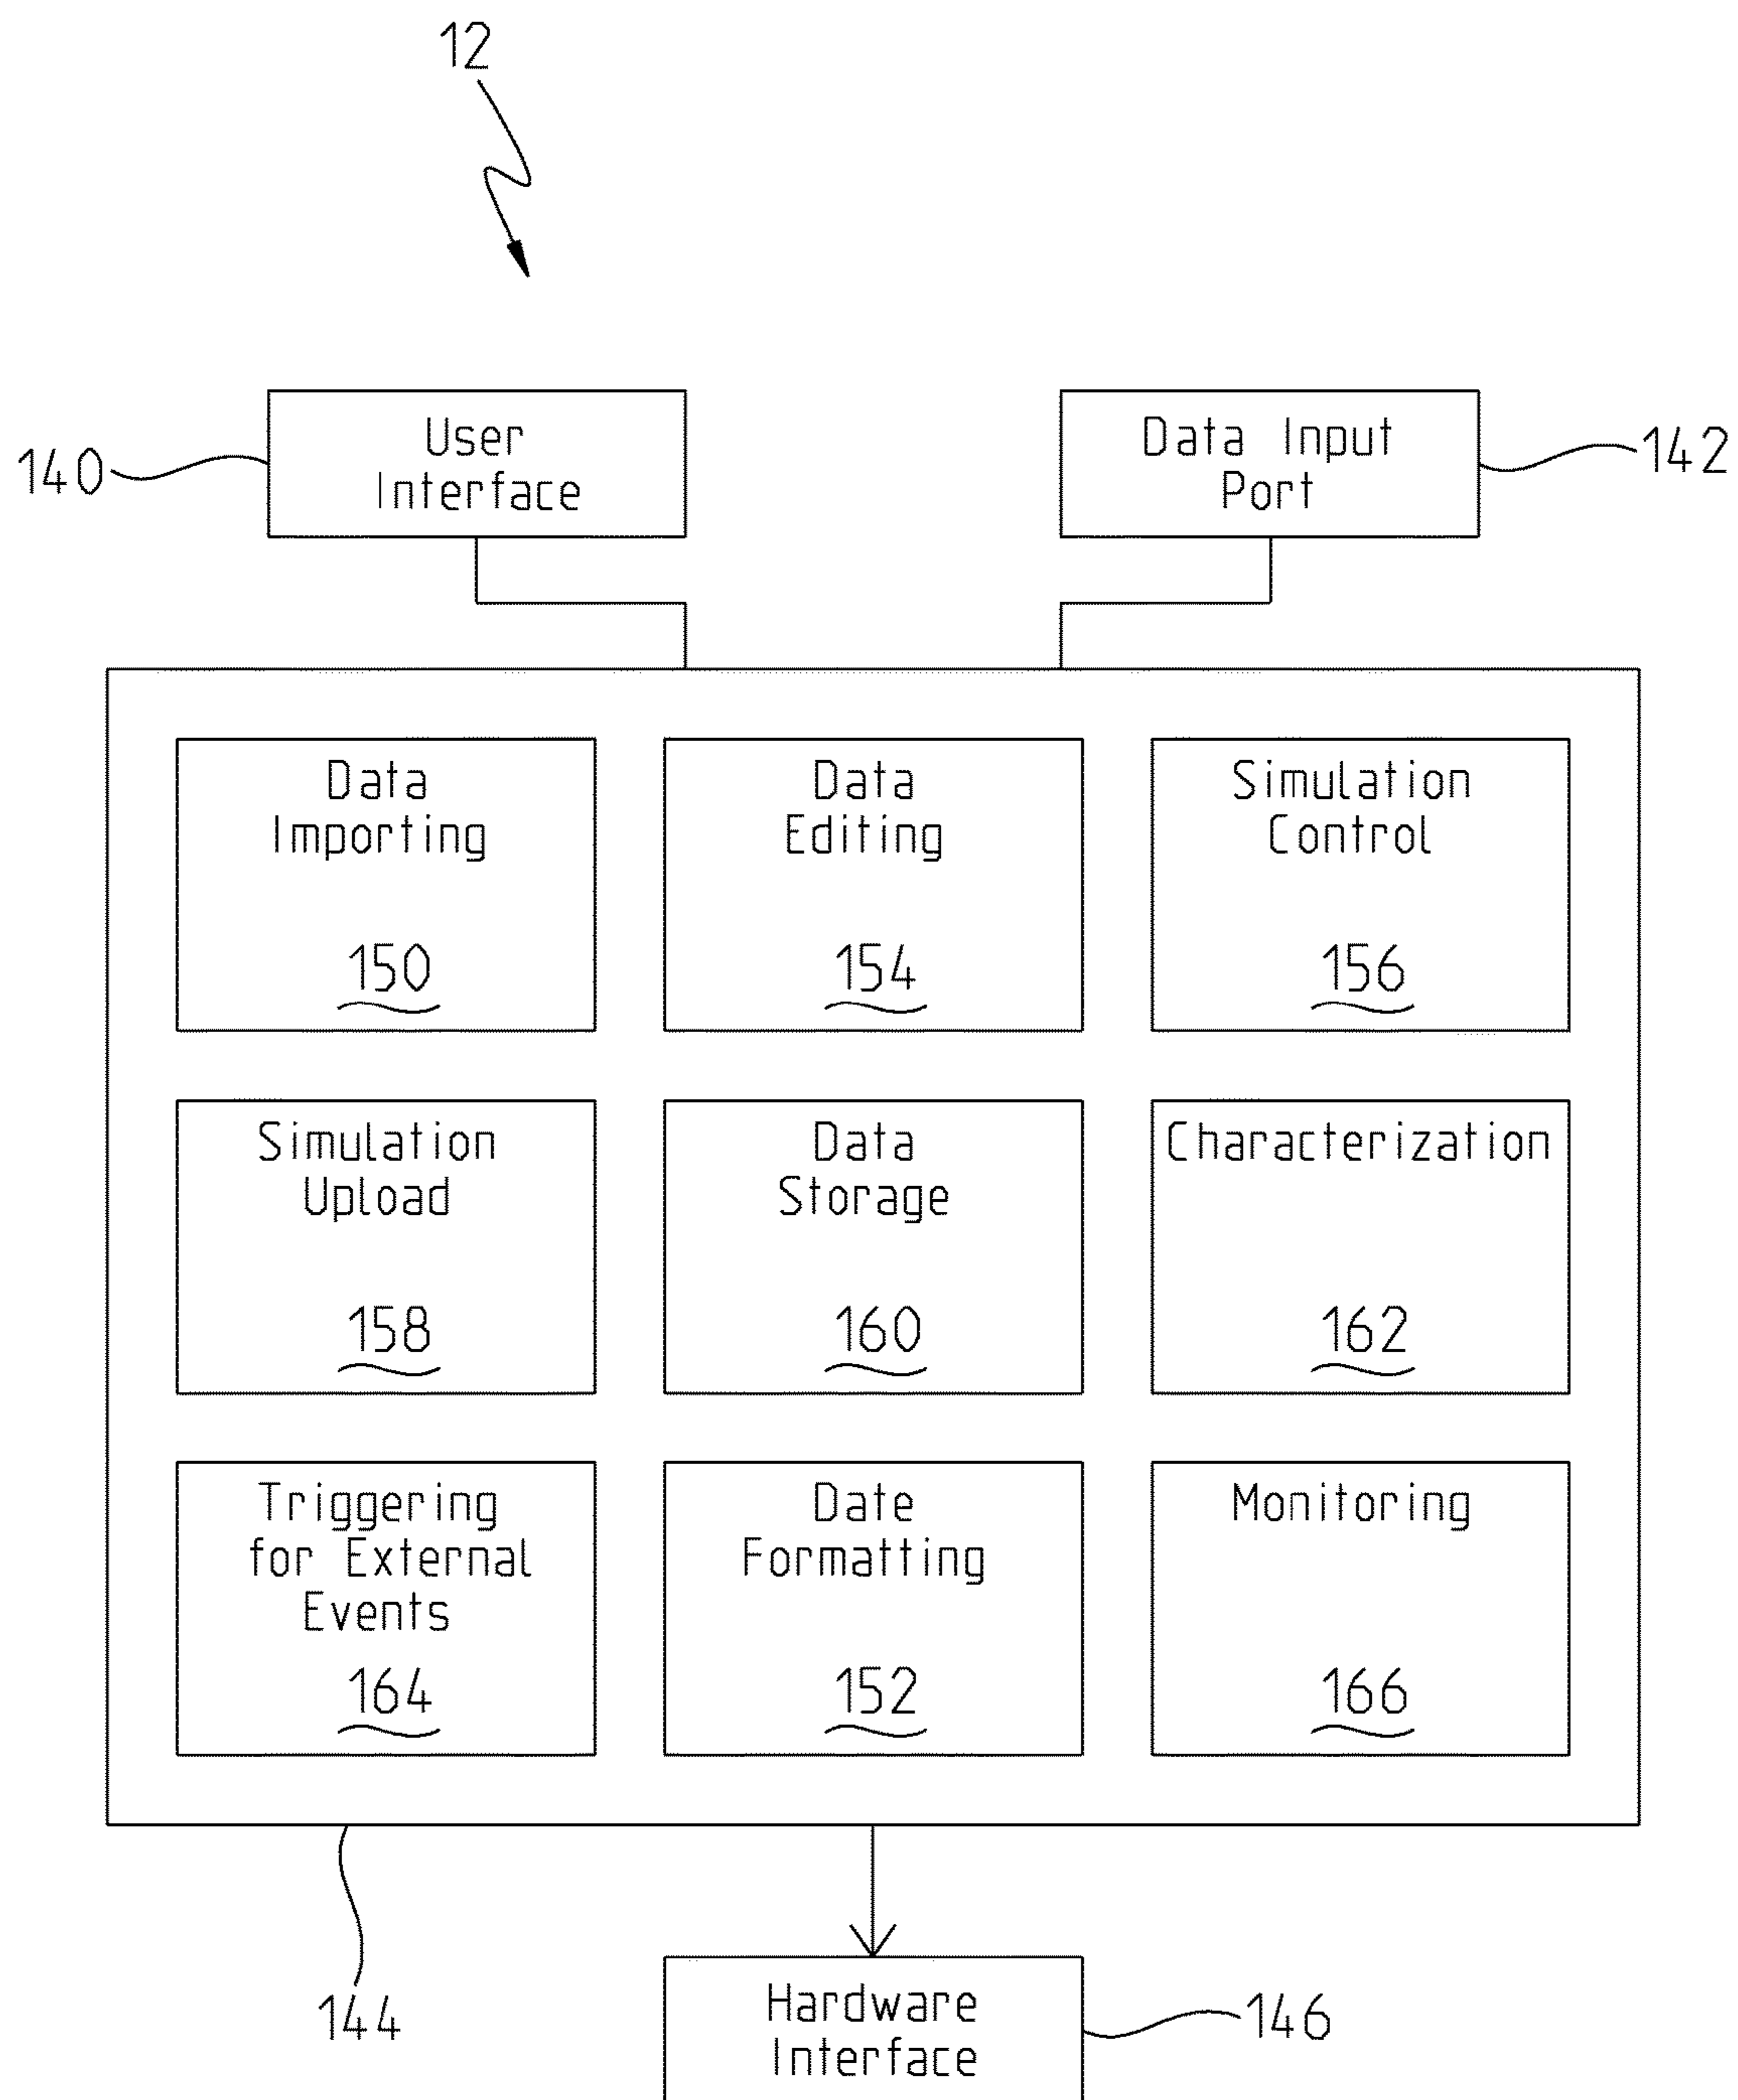 12
User
Interface
140
Data Input
Port
142
Data
Importing
150
Data
Editing
154
Simulation
Control
156
Simulation
Upload
158
Data
Storage
160
Characterization
162
Triggering
for External
Events
164
Date
Formatting
152
Monitoring
166
144
Hardware
Interface
146